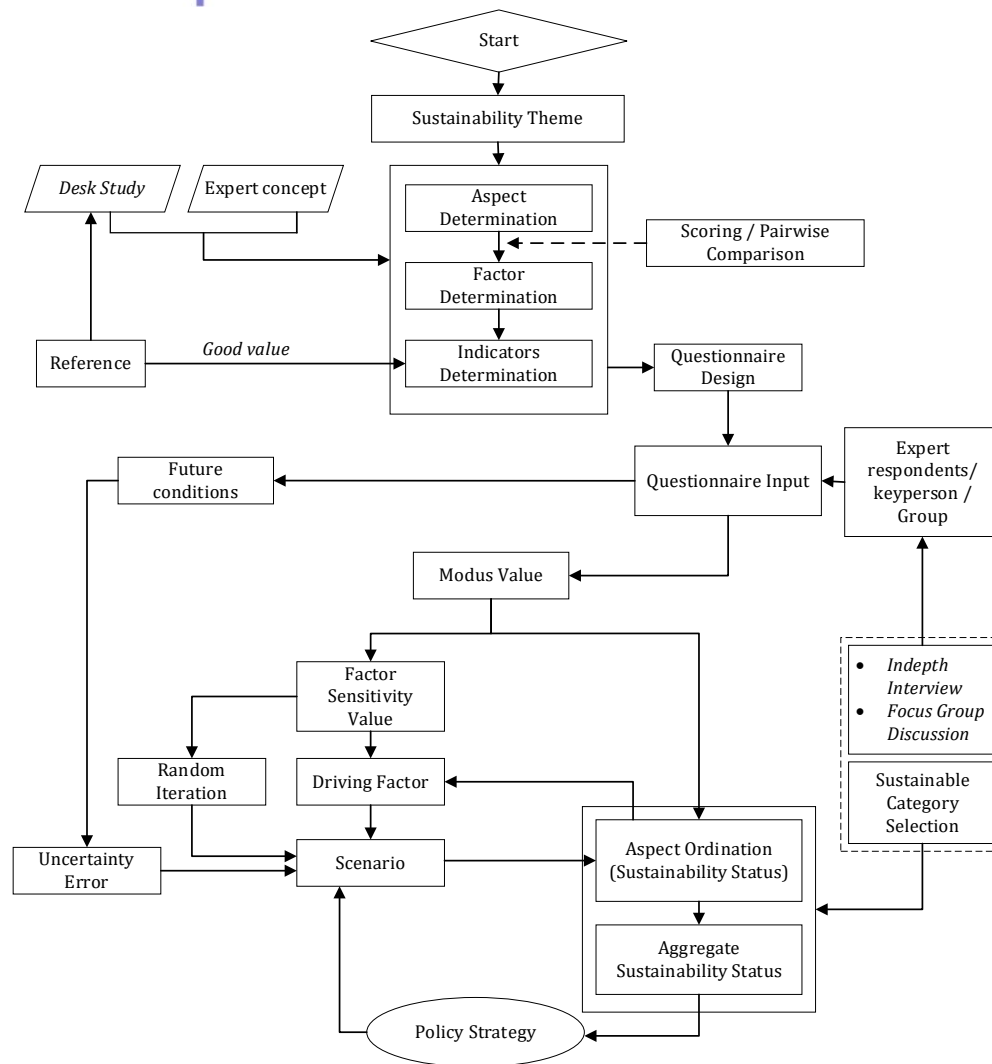 Start
Sustainability Theme
Desk Study
Expert concept
Aspect
Determination
Scoring / Pairwise
Comparison
Factor
Determination
Reference
Good value
Indicators
Determination
Questionnaire
Design
Future
conditions
Questionnaire Input
Expert
respondents/
keyperson /
Group
Modus Value
Factor
Sensitivity
Value
• Indepth
Interview
• Focus Group
Discussion
Random
Iteration
Driving Factor
Sustainable
Category
Selection
Uncertainty
Error
Scenario
Aspect Ordination
(Sustainability Status)
Aggregate
Sustainability Status
Policy Strategy